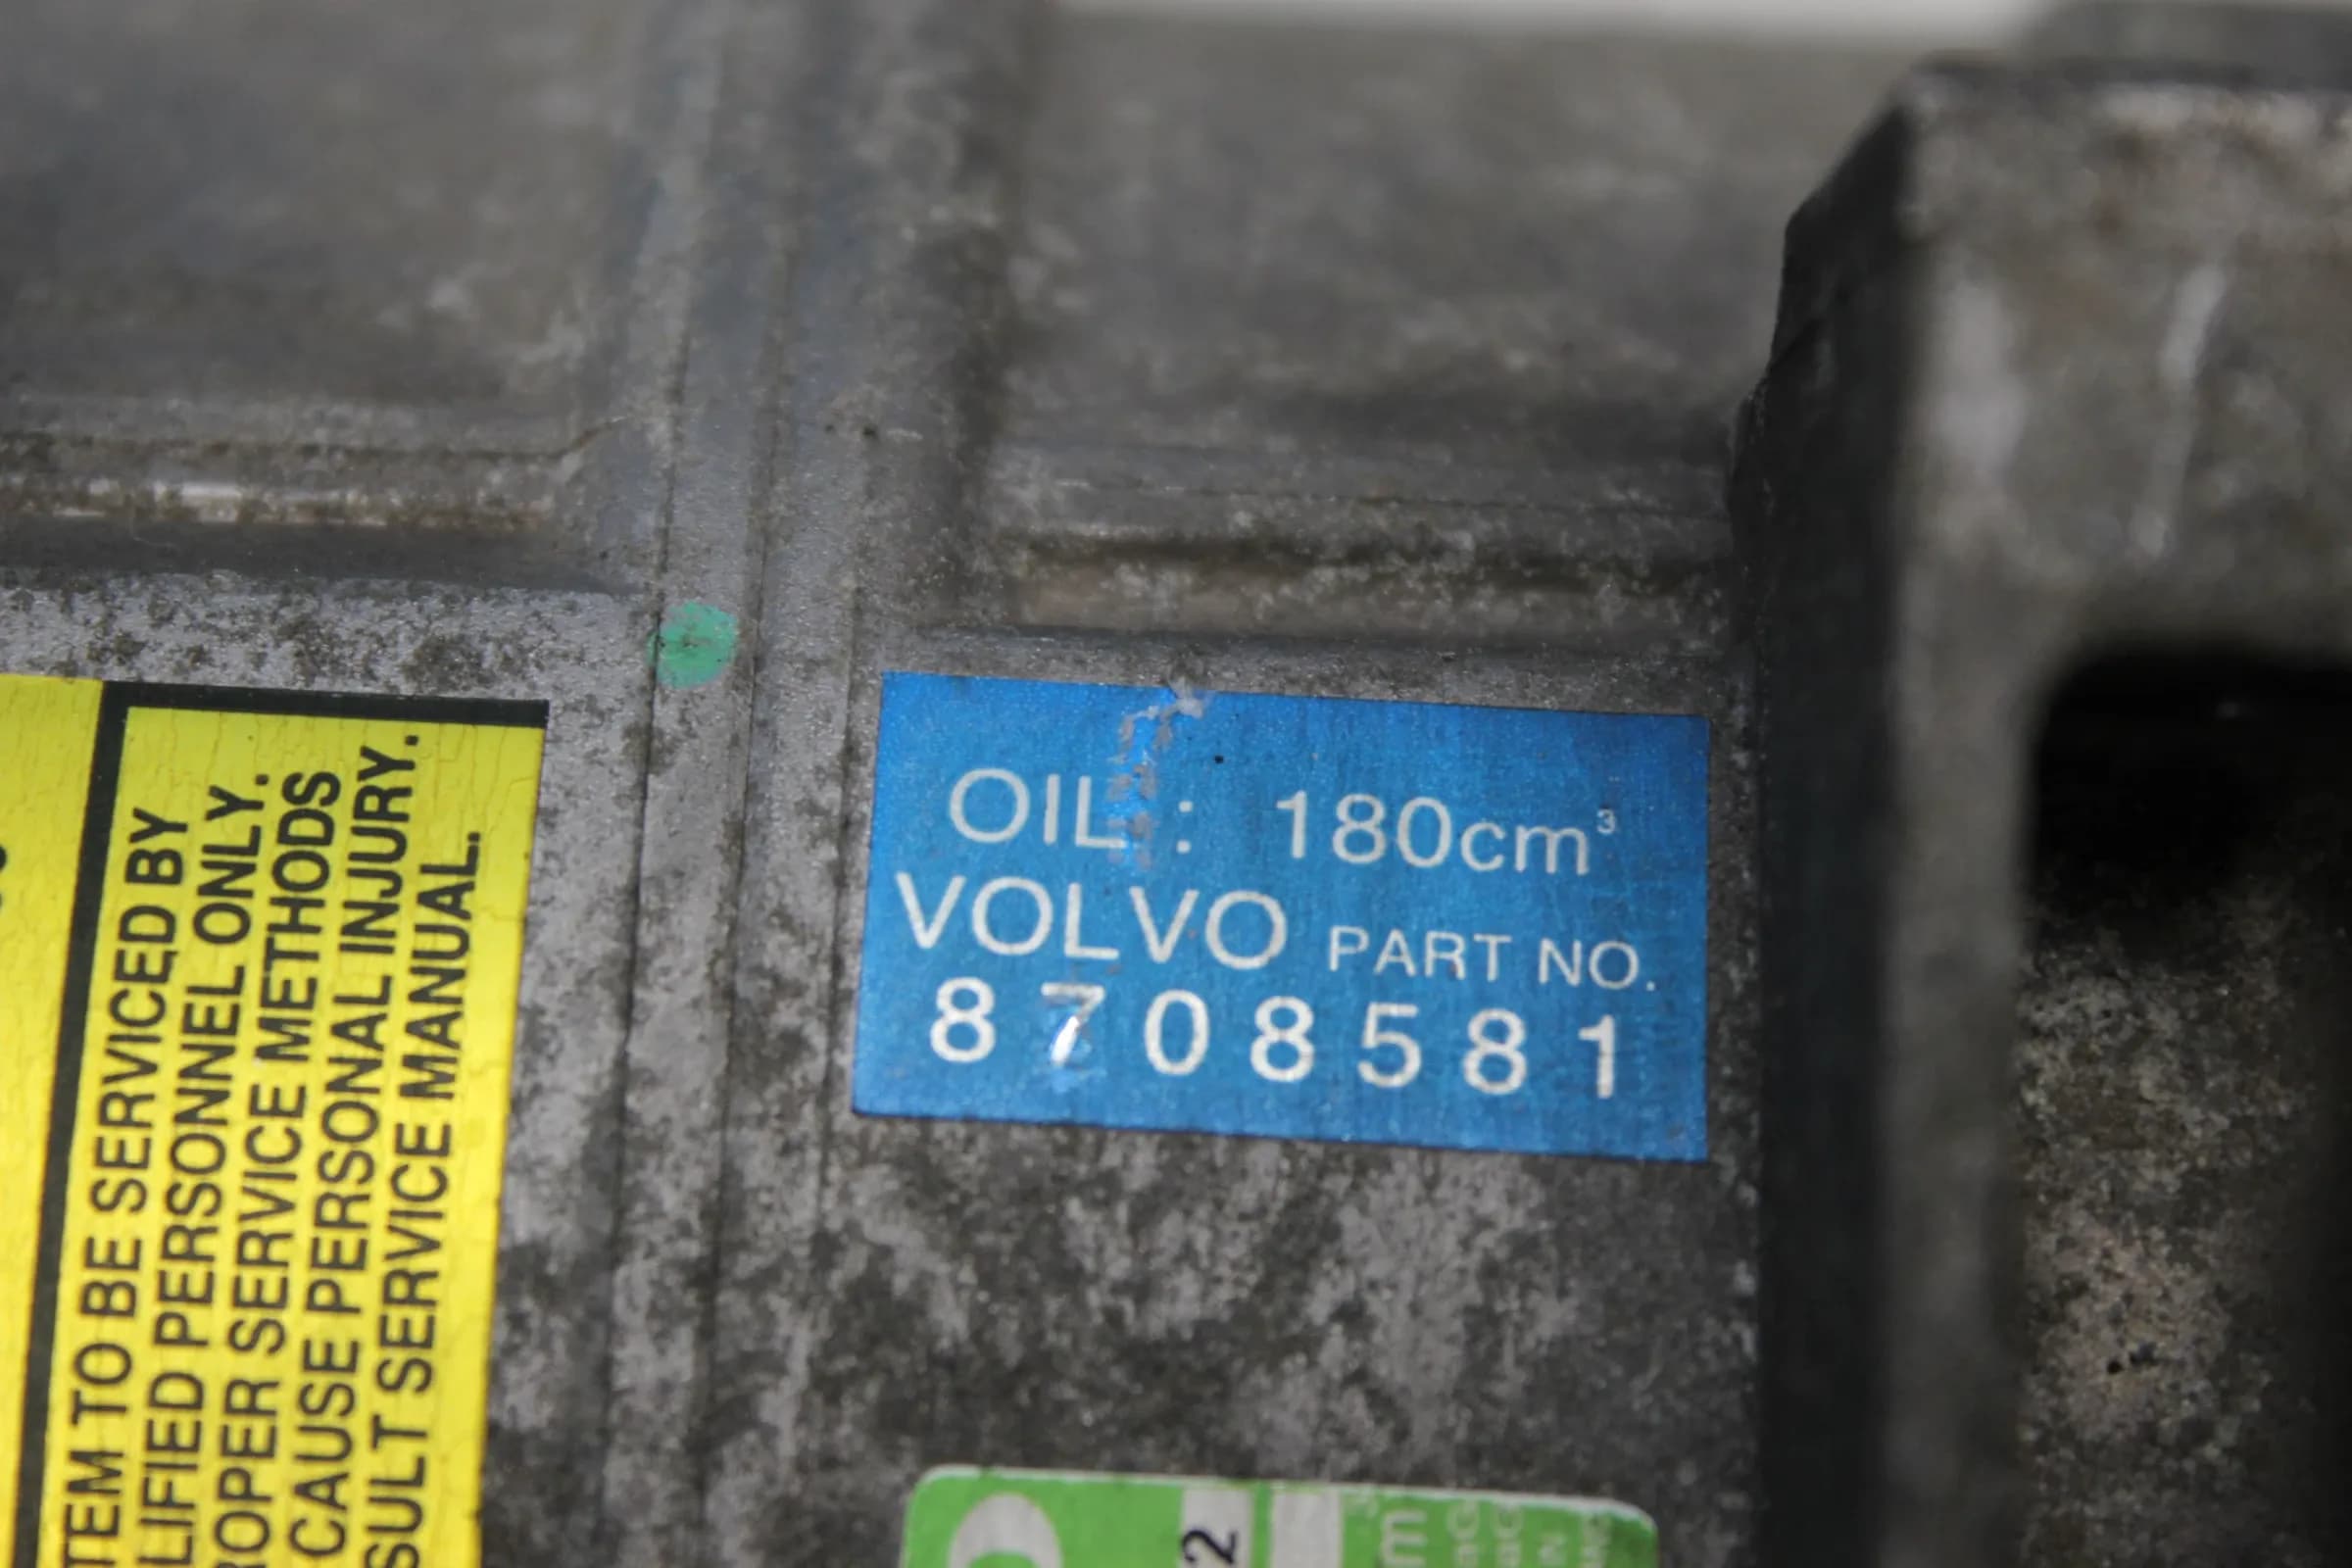 TEM TO BE SERVICED BY
LIFIED PERSONNEL ONLY.
ROPER SERVICE METHODS
CAUSE PERSONAL INJURY.
SULT SERVICE MANUAL.
OIL : 180cm³
VOLVO PART NO.
8708581
2
m